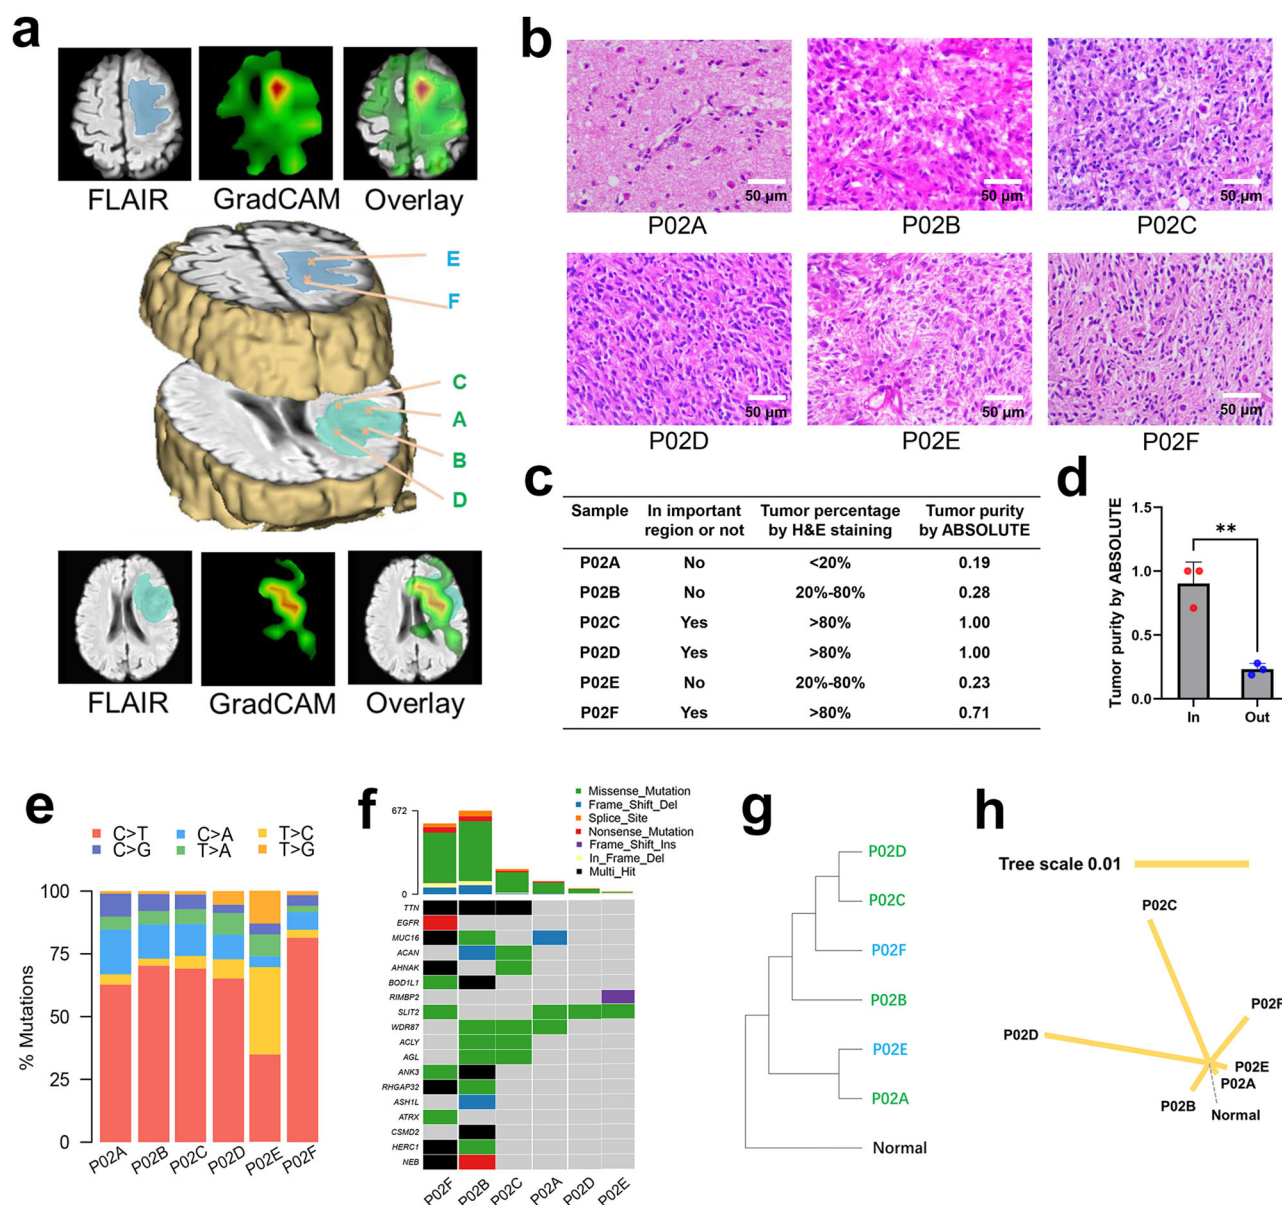 a
FLAIR GradCAM Overlay
E
F
C
A
B
D
FLAIR GradCAM Overlay
b
50 µm 50 µm 50 µm
P02A P02B P02C
50 µm 50 µm 50 µm
P02D P02E P02F
c
Sample In important region or not Tumor percentage by H&E staining Tumor purity by ABSOLUTE
P02A No <20% 0.19
P02B No 20%-80% 0.28
P02C Yes >80% 1.00
P02D Yes >80% 1.00
P02E No 20%-80% 0.23
P02F Yes >80% 0.71
d
Tumor purity by ABSOLUTE
1.5
1.0
0.5
0.0
**
In Out
e
C>T C>A T>C
C>G T>A T>G
% Mutations
100
75
50
25
0
P02A P02B P02C P02D P02E P02F
f
Missense_Mutation
Frame_Shift_Del
Splice_Site
Nonsense_Mutation
Frame_Shift_Ins
In_Frame_Del
Multi_Hit
672
0
TTN
EGFR
MUC16
ACAN
AHNAK
BOD1L1
RIMBP2
SLIT2
WDR87
ACLY
AGL
ANK3
RHGAP32
ASH1L
ATRX
CSMD2
HERC1
NEB
P02F P02B P02C P02A P02D P02E
g
P02D
P02C
P02F
P02B
P02E
P02A
Normal
h
Tree scale 0.01
P02C
P02F
P02D
P02E
P02A
P02B
Normal